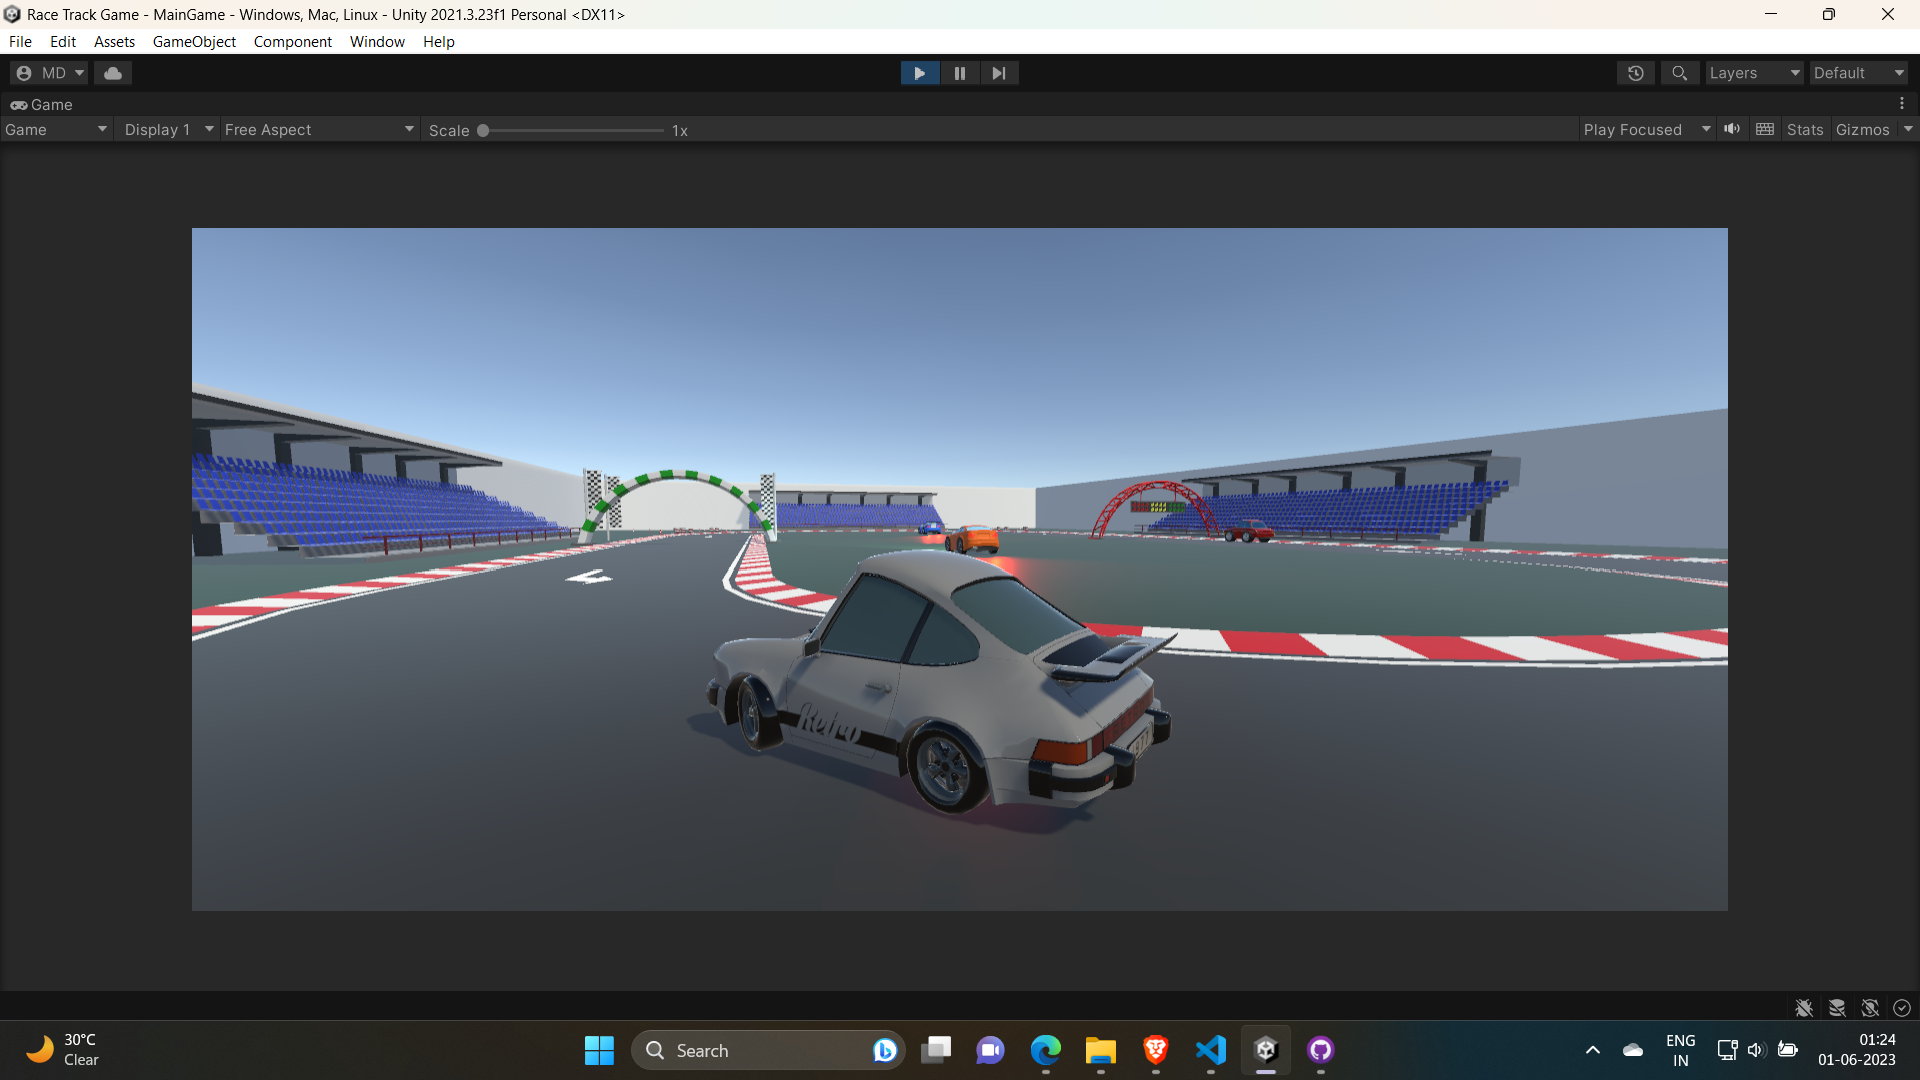 Race Track Game - MainGame - Windows, Mac, Linux - Unity 2021.3.23f1 Personal <DX11>
File Edit Assets GameObject Component Window Help
MD Layers Default
Game
Game Display 1 Free Aspect Scale 1x Play Focused Stats Gizmos
Retro
30°C
Clear
Search
ENG
IN
01:24
01-06-2023